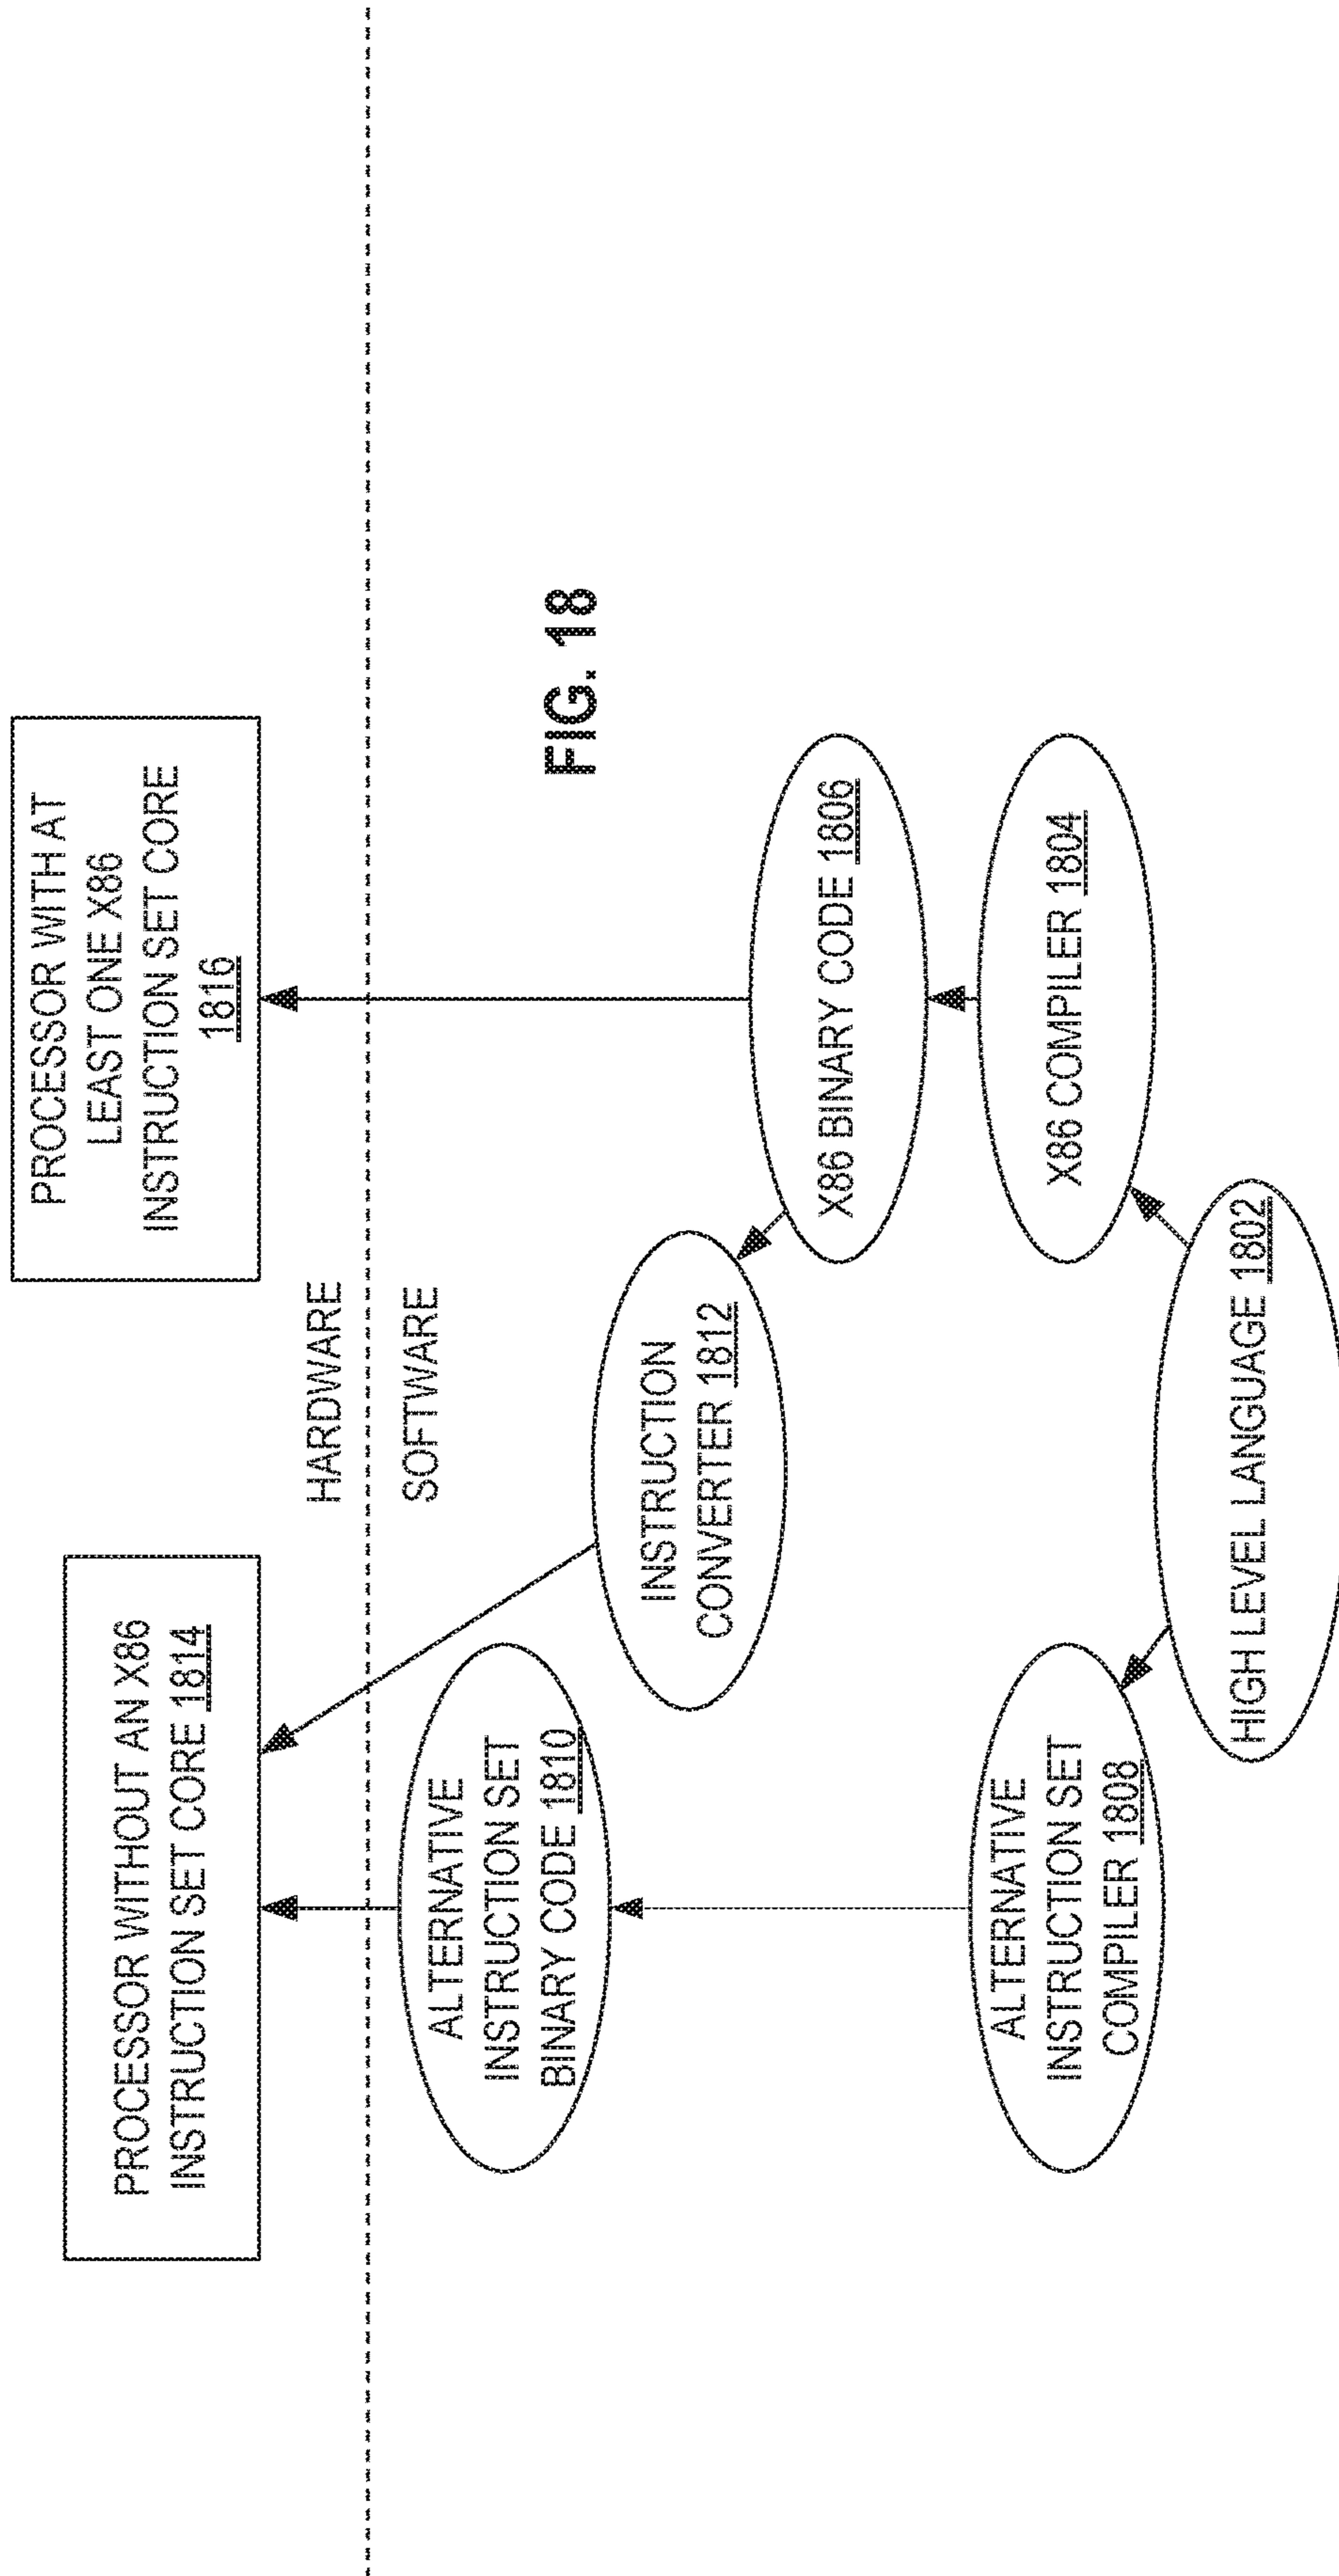 PROCESSOR WITHOUT AN X86
INSTRUCTION SET CORE 1814
PROCESSOR WITH AT
LEAST ONE X86
INSTRUCTION SET CORE
1816
HARDWARE
SOFTWARE
ALTERNATIVE
INSTRUCTION SET
BINARY CODE 1810
INSTRUCTION
CONVERTER 1812
FIG. 18
X86 BINARY CODE 1806
ALTERNATIVE
INSTRUCTION SET
COMPILER 1808
X86 COMPILER 1804
HIGH LEVEL LANGUAGE 1802